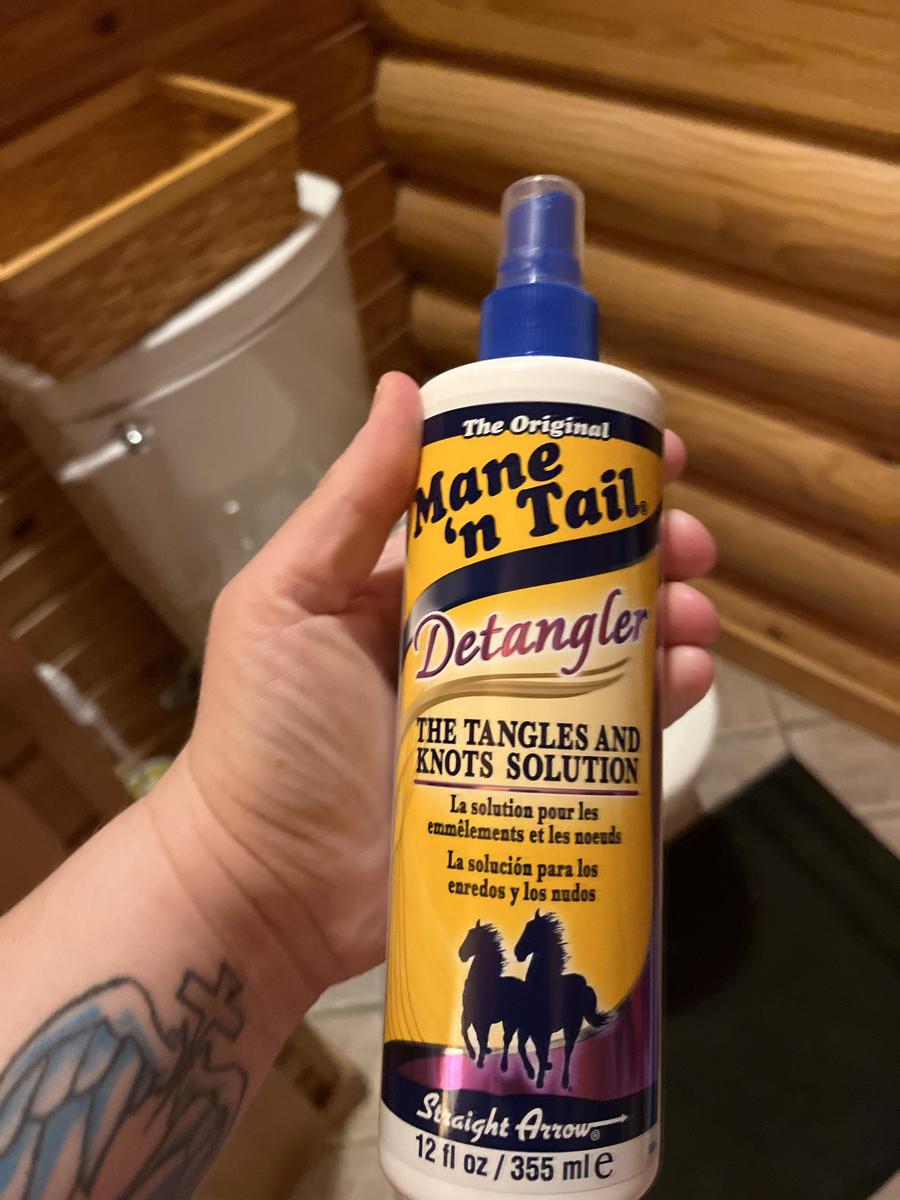 The Original
Mane
'n Tail®
Detangler
THE TANGLES AND
KNOTS SOLUTION
La solution pour les
emmêlements et les noeuds
La solución para los
enredos y los nudos
Straight Arrow®
12 fl oz / 355 ml e